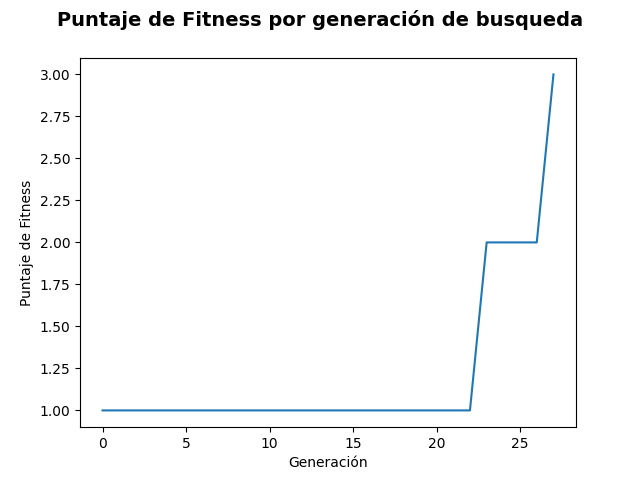 Puntaje de Fitness por generación de busqueda
3.00
2.75
2.50
2.25
2.00
1.75
1.50
1.25
1.00
Puntaje de Fitness
0 5 10 15 20 25
Generación